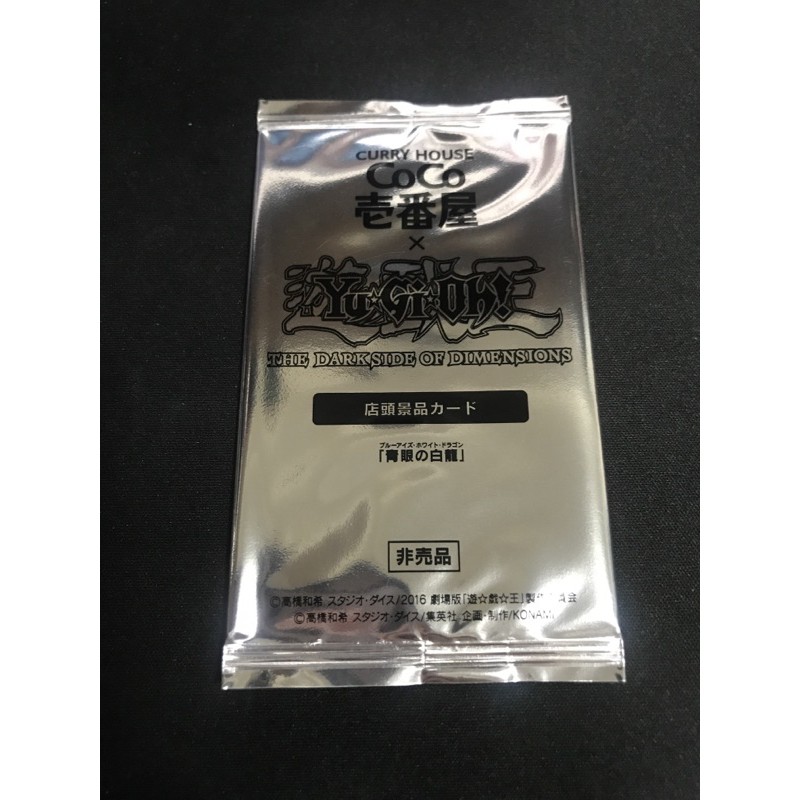 CURRY HOUSE
CoCo
壱番屋
×
遊戯王
Yu☆Gi☆Oh!
THE DARKSIDE OF DIMENSIONS
店頭景品カード
ブルーアイズ・ホワイト・ドラゴン
「青眼の白龍」
非売品
©高橋和希 スタジオ・ダイス/2016 劇場版「遊☆戯☆王」製作委員会
©高橋和希 スタジオ・ダイス/集英社 企画・制作/KONAMI